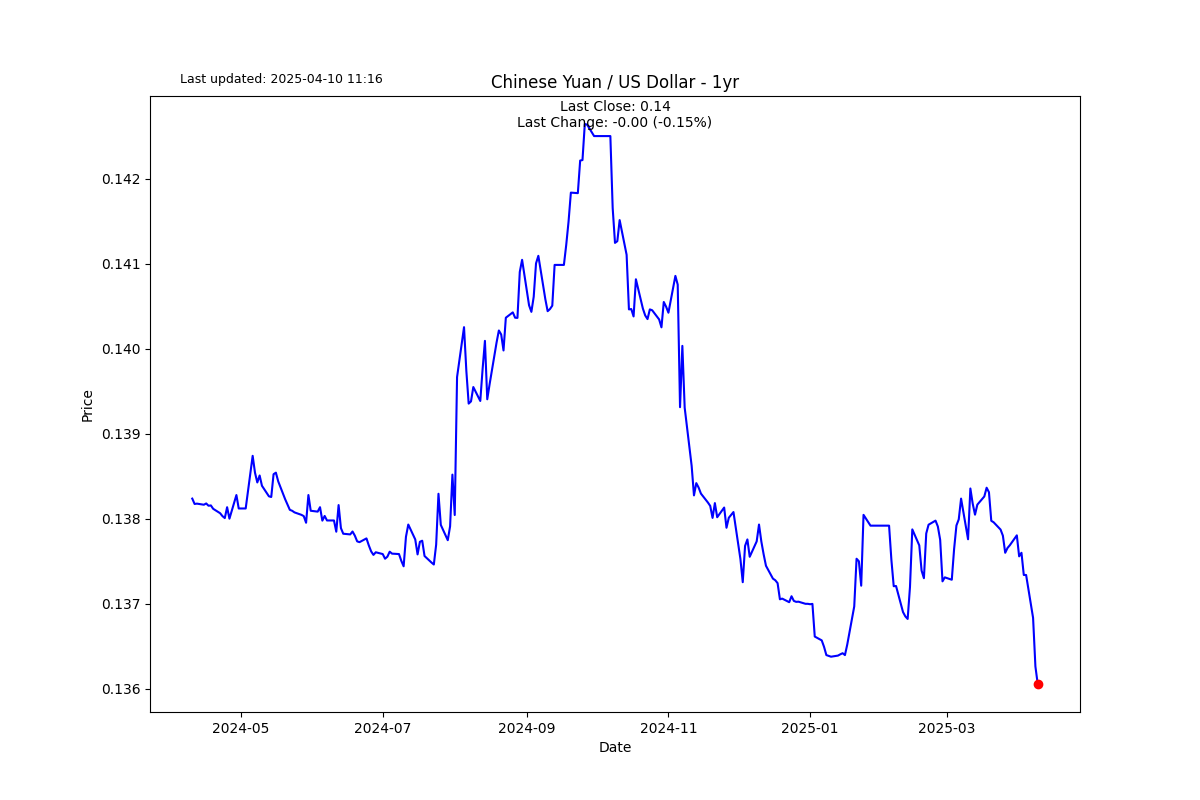 Last updated: 2025-04-10 11:16
Chinese Yuan / US Dollar - 1yr
Last Close: 0.14
Last Change: -0.00 (-0.15%)
0.142
0.141
0.140
0.139
0.138
0.137
0.136
Price
2024-05
2024-07
2024-09
2024-11
2025-01
2025-03
Date